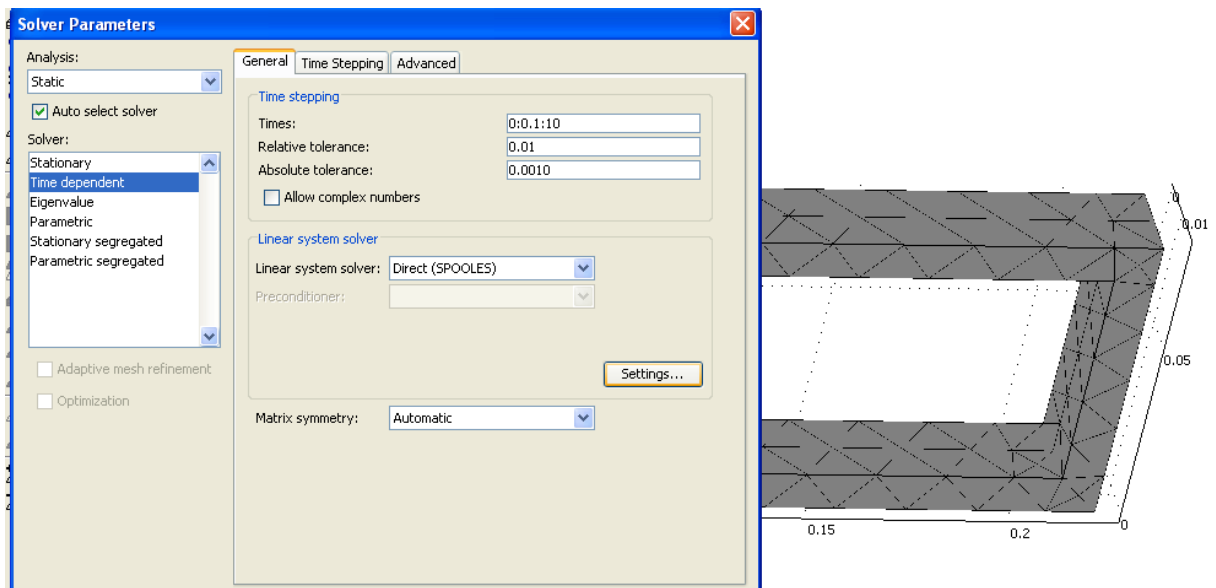 Solver Parameters
Analysis:
Static
Auto select solver
Solver:
Stationary
Time dependent
Eigenvalue
Parametric
Stationary segregated
Parametric segregated
Adaptive mesh refinement
Optimization
General Time Stepping Advanced
Time stepping
Times: 0:0.1:10
Relative tolerance: 0.01
Absolute tolerance: 0.0010
Allow complex numbers
Linear system solver
Linear system solver: Direct (SPOOLES)
Preconditioner:
Settings...
Matrix symmetry: Automatic
0
0.01
0.05
0.15
0.2
0